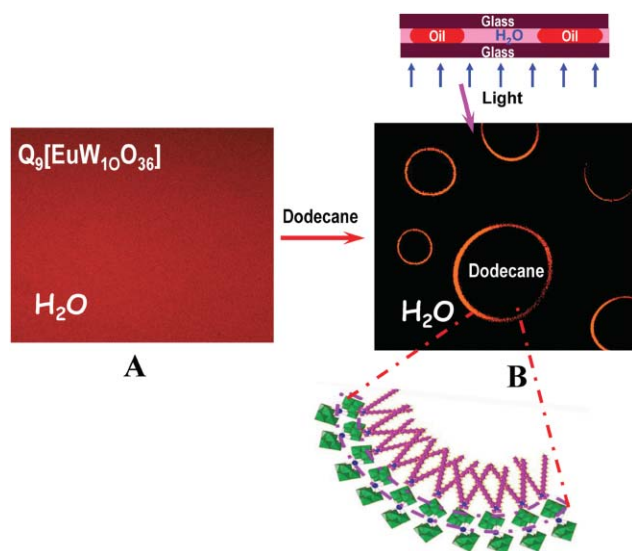 Glass
Oil H₂O Oil
Glass
Light
Q₉[EuW₁₀O₃₆]
H₂O
A
Dodecane
Dodecane
H₂O
B